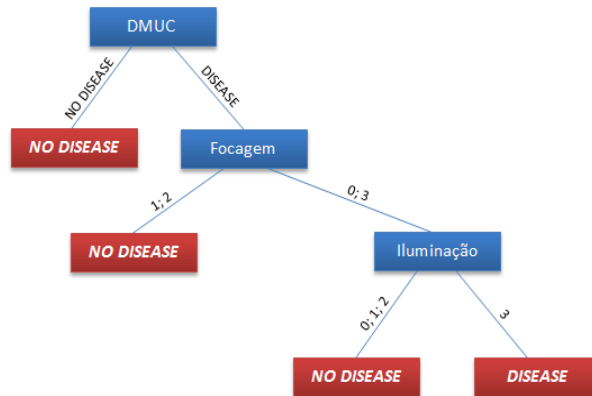 DMUC
NO DISEASE
DISEASE
NO DISEASE
Focagem
1; 2
0; 3
NO DISEASE
Iluminação
0; 1; 2
3
NO DISEASE
DISEASE